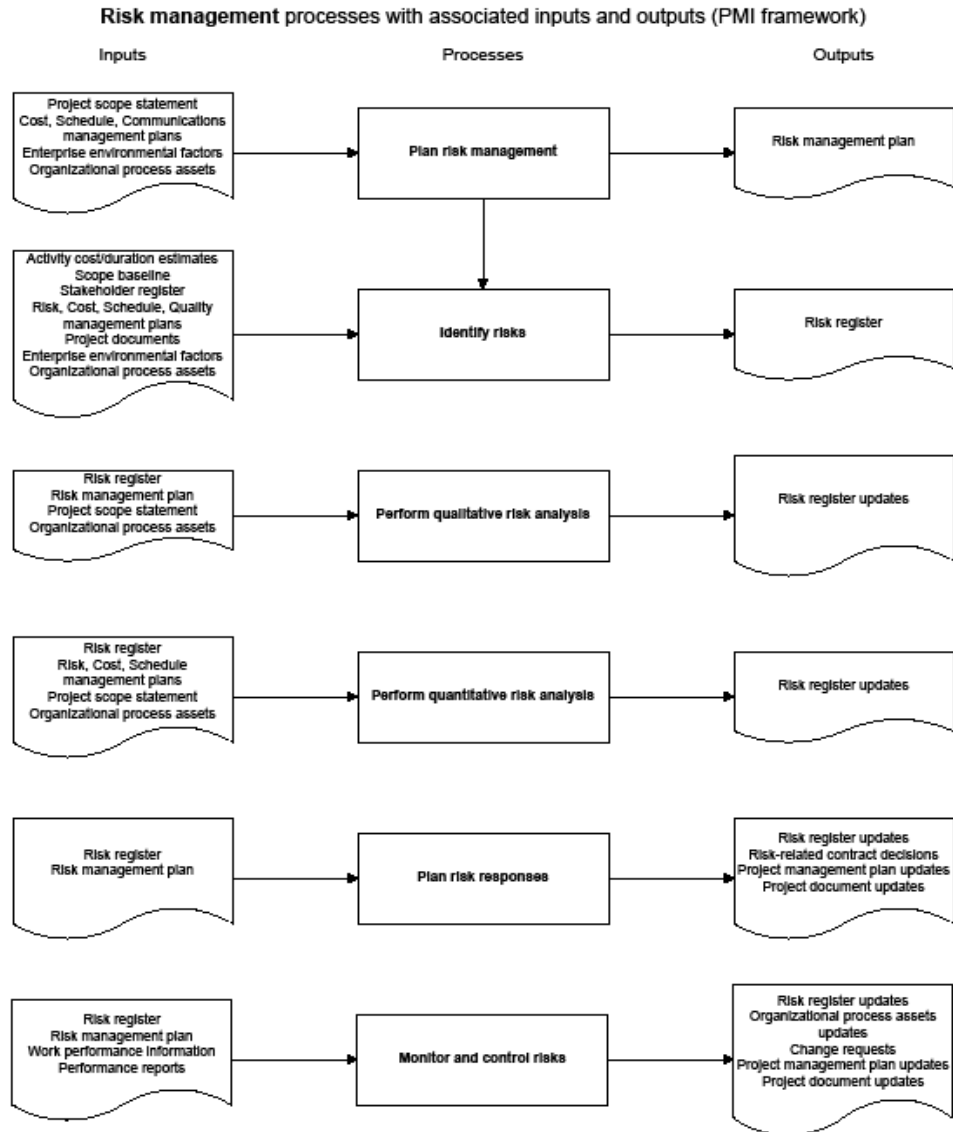 Risk management processes with associated inputs and outputs (PMI framework)
Inputs
Processes
Outputs
Project scope statement
Cost, Schedule, Communications
management plans
Enterprise environmental factors
Organizational process assets
Plan risk management
Risk management plan
Activity cost/duration estimates
Scope baseline
Stakeholder register
Risk, Cost, Schedule, Quality
management plans
Project documents
Enterprise environmental factors
Organizational process assets
Identify risks
Risk register
Risk register
Risk management plan
Project scope statement
Organizational process assets
Perform qualitative risk analysis
Risk register updates
Risk register
Risk, Cost, Schedule
management plans
Project scope statement
Organizational process assets
Perform quantitative risk analysis
Risk register updates
Risk register
Risk management plan
Plan risk responses
Risk register updates
Risk-related contract decisions
Project management plan updates
Project document updates
Risk register
Risk management plan
Work performance information
Performance reports
Monitor and control risks
Risk register updates
Organizational process assets
updates
Change requests
Project management plan updates
Project document updates